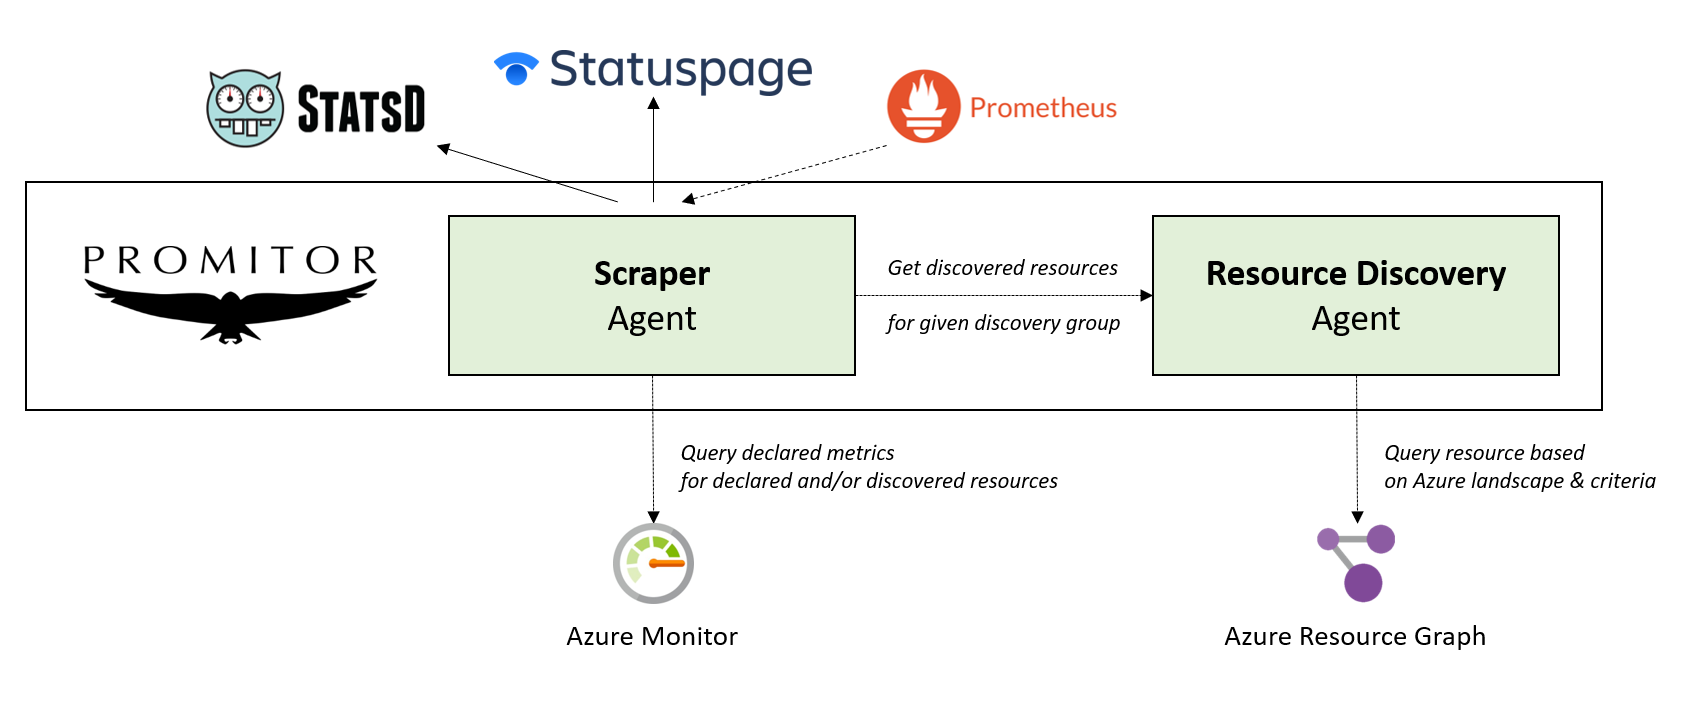 STATSD
Statuspage
Prometheus
PROMITOR
Scraper
Agent
Get discovered resources
for given discovery group
Resource Discovery
Agent
Query declared metrics
for declared and/or discovered resources
Query resource based
on Azure landscape & criteria
Azure Monitor
Azure Resource Graph